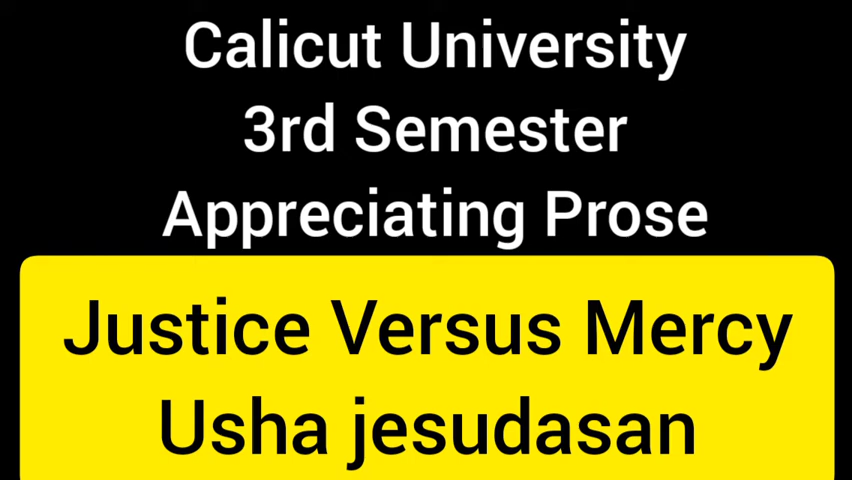 Calicut University
3rd Semester
Appreciating Prose
Justice Versus Mercy
Usha jesudasan